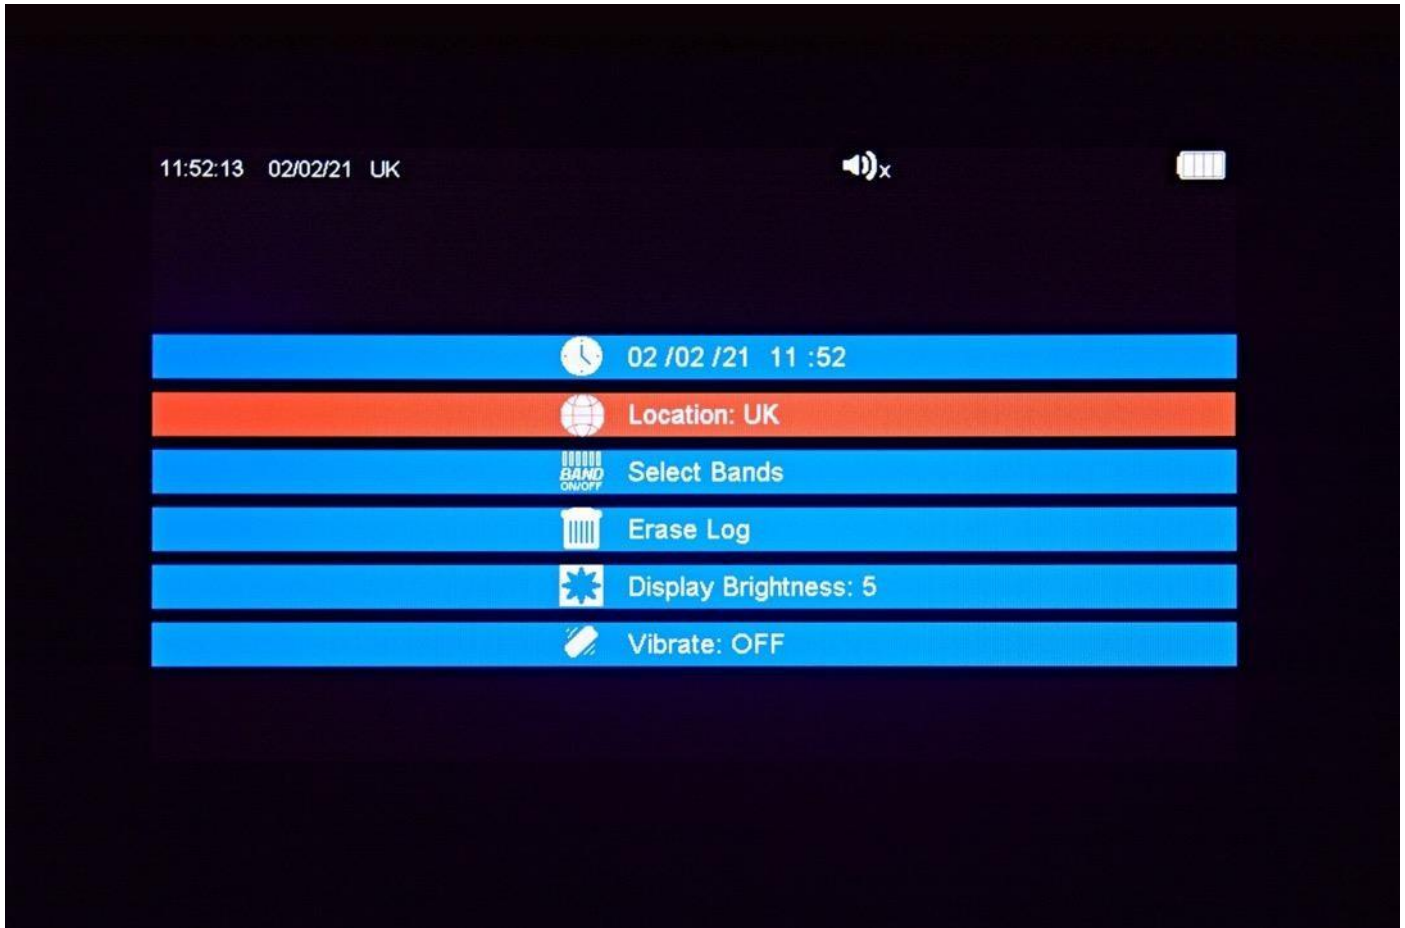 11:52:13 02/02/21 UK x
02 /02 /21 11 :52
Location: UK
BAND
ON/OFF
Select Bands
Erase Log
Display Brightness: 5
Vibrate: OFF